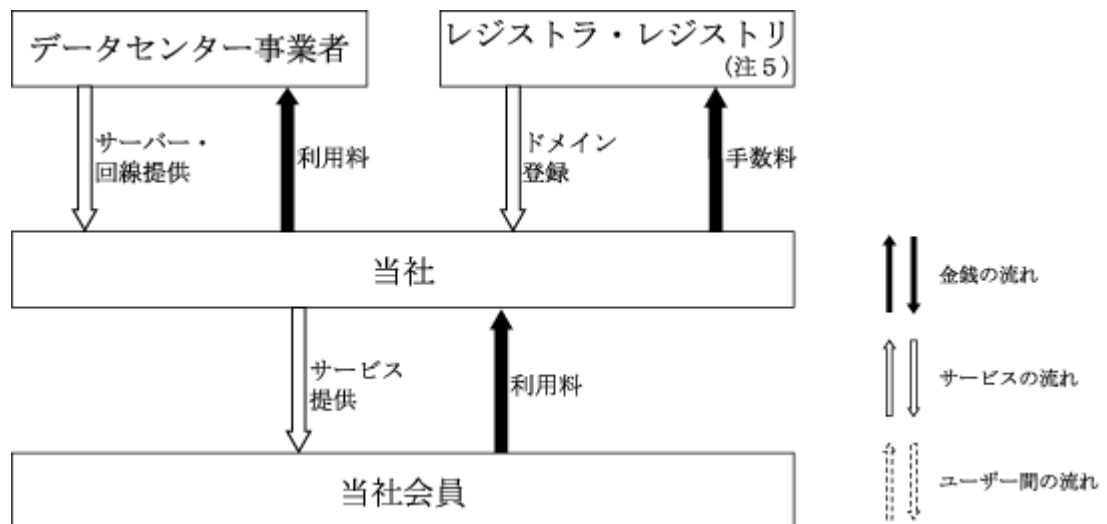 データセンター事業者
レジストラ・レジストリ
(注5)
サーバー・
回線提供
利用料
ドメイン
登録
手数料
当社
サービス
提供
利用料
当社会員
金銭の流れ
サービスの流れ
ユーザー間の流れ